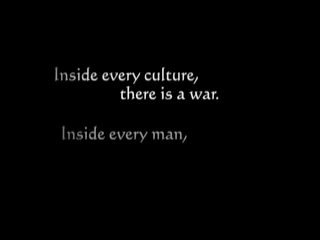 Inside every culture,
there is a war.
Inside every man,